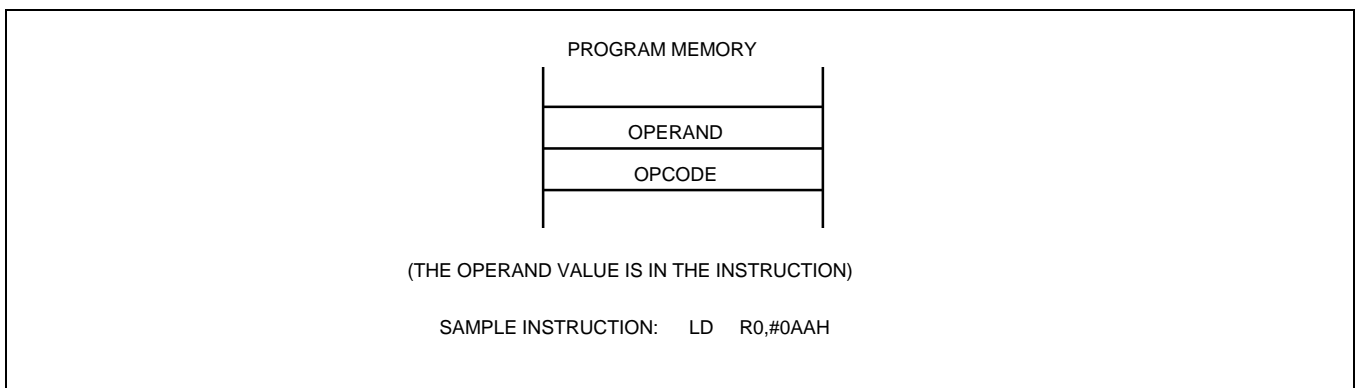 PROGRAM MEMORY
OPERAND
OPCODE
(THE OPERAND VALUE IS IN THE INSTRUCTION)
SAMPLE INSTRUCTION: LD R0,#0AAH